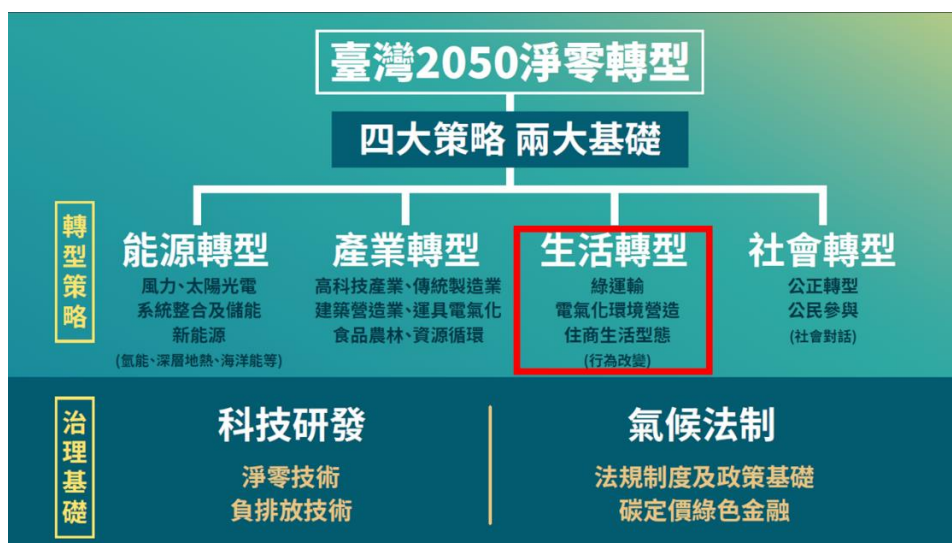 臺灣2050淨零轉型
四大策略 兩大基礎
轉型策略
能源轉型
風力、太陽光電
系統整合及儲能
新能源
(氫能、深層地熱、海洋能等)
產業轉型
高科技產業、傳統製造業
建築營造業、運具電氣化
食品農林、資源循環
生活轉型
綠運輸
電氣化環境營造
住商生活型態
(行為改變)
社會轉型
公正轉型
公民參與
(社會對話)
治理基礎
科技研發
淨零技術
負排放技術
氣候法制
法規制度及政策基礎
碳定價綠色金融